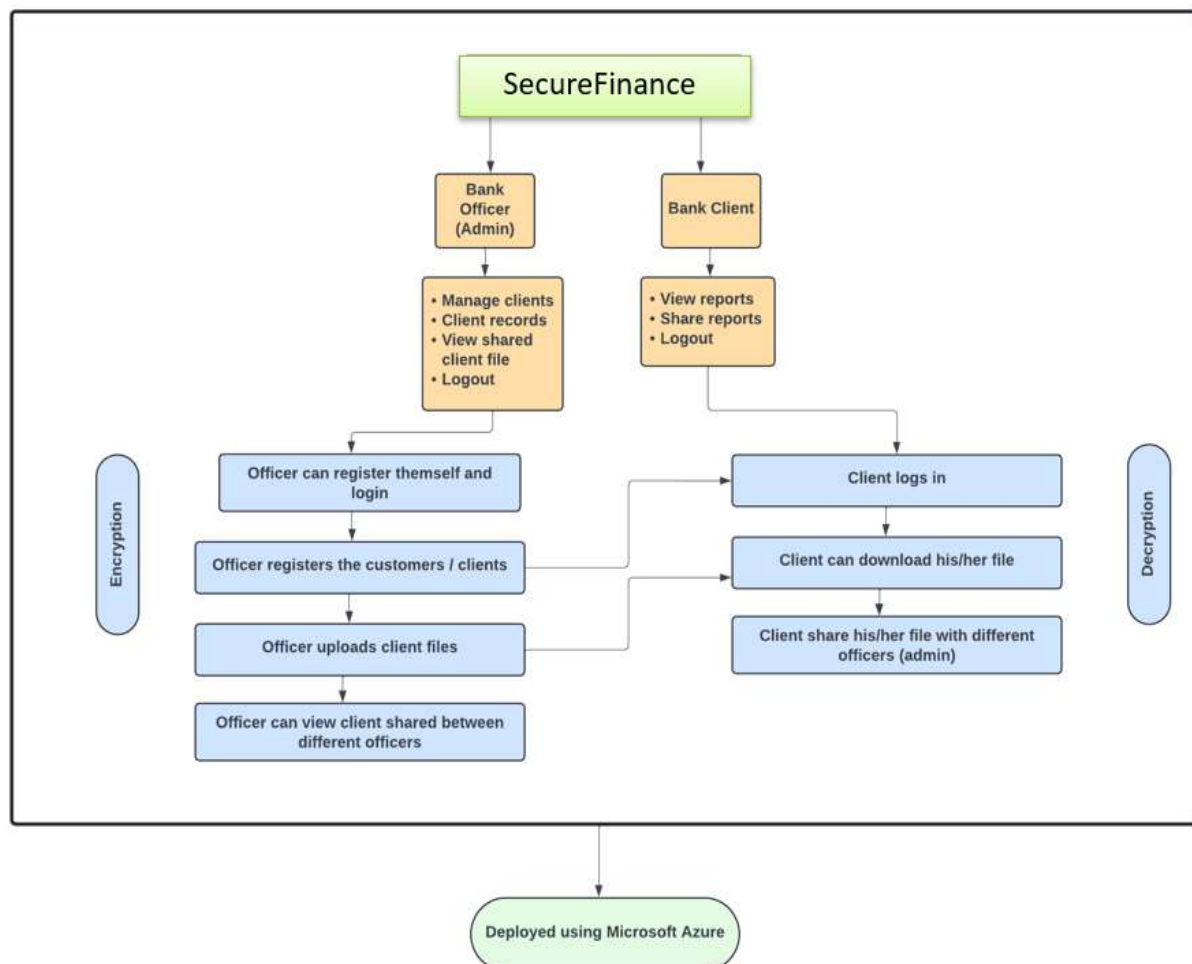 SecureFinance
Bank
Officer
(Admin)
Bank Client
• Manage clients
• Client records
• View shared
client file
• Logout
• View reports
• Share reports
• Logout
Encryption
Officer can register themself and
login
Officer registers the customers / clients
Officer uploads client files
Officer can view client shared between
different officers
Client logs in
Client can download his/her file
Client share his/her file with different
officers (admin)
Decryption
Deployed using Microsoft Azure